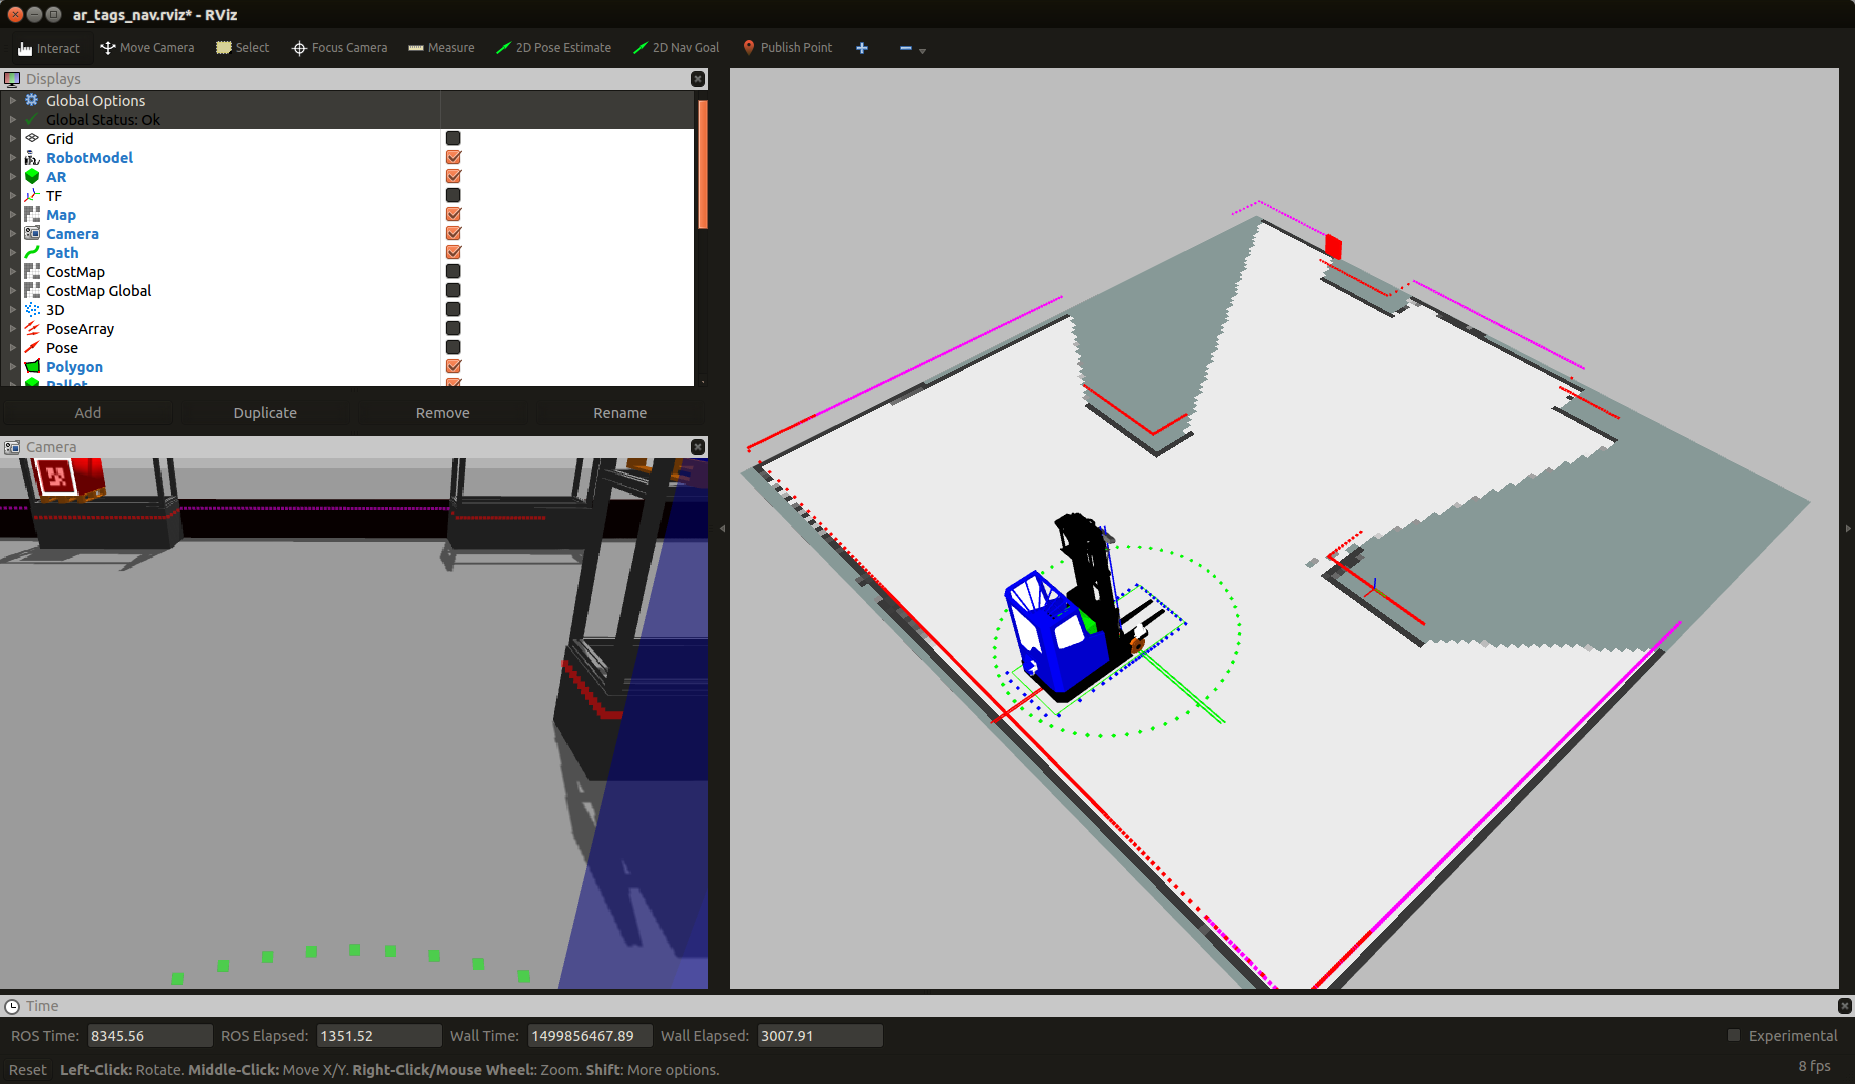 ar_tags_nav.rviz* - RViz
Interact Move Camera Select Focus Camera Measure 2D Pose Estimate 2D Nav Goal Publish Point
Displays
Global Options
Global Status: Ok
Grid
RobotModel
AR
TF
Map
Camera
Path
CostMap
CostMap Global
3D
PoseArray
Pose
Polygon
Pallet
Add Duplicate Remove Rename
Camera
Time
ROS Time: 8345.56 ROS Elapsed: 1351.52 Wall Time: 1499856467.89 Wall Elapsed: 3007.91 Experimental
Reset Left-Click: Rotate. Middle-Click: Move X/Y. Right-Click/Mouse Wheel:: Zoom. Shift: More options. 8 fps